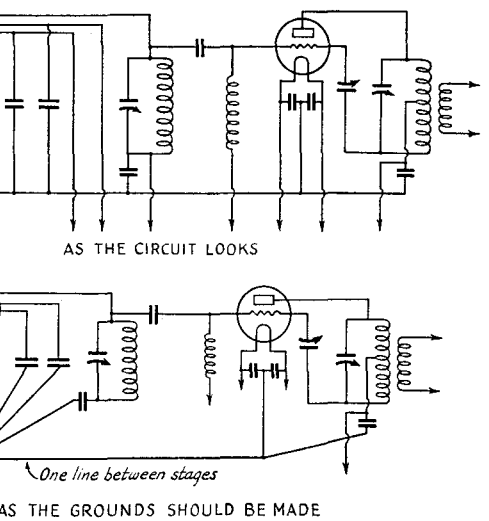 AS THE CIRCUIT LOOKS
One line between stages
AS THE GROUNDS SHOULD BE MADE